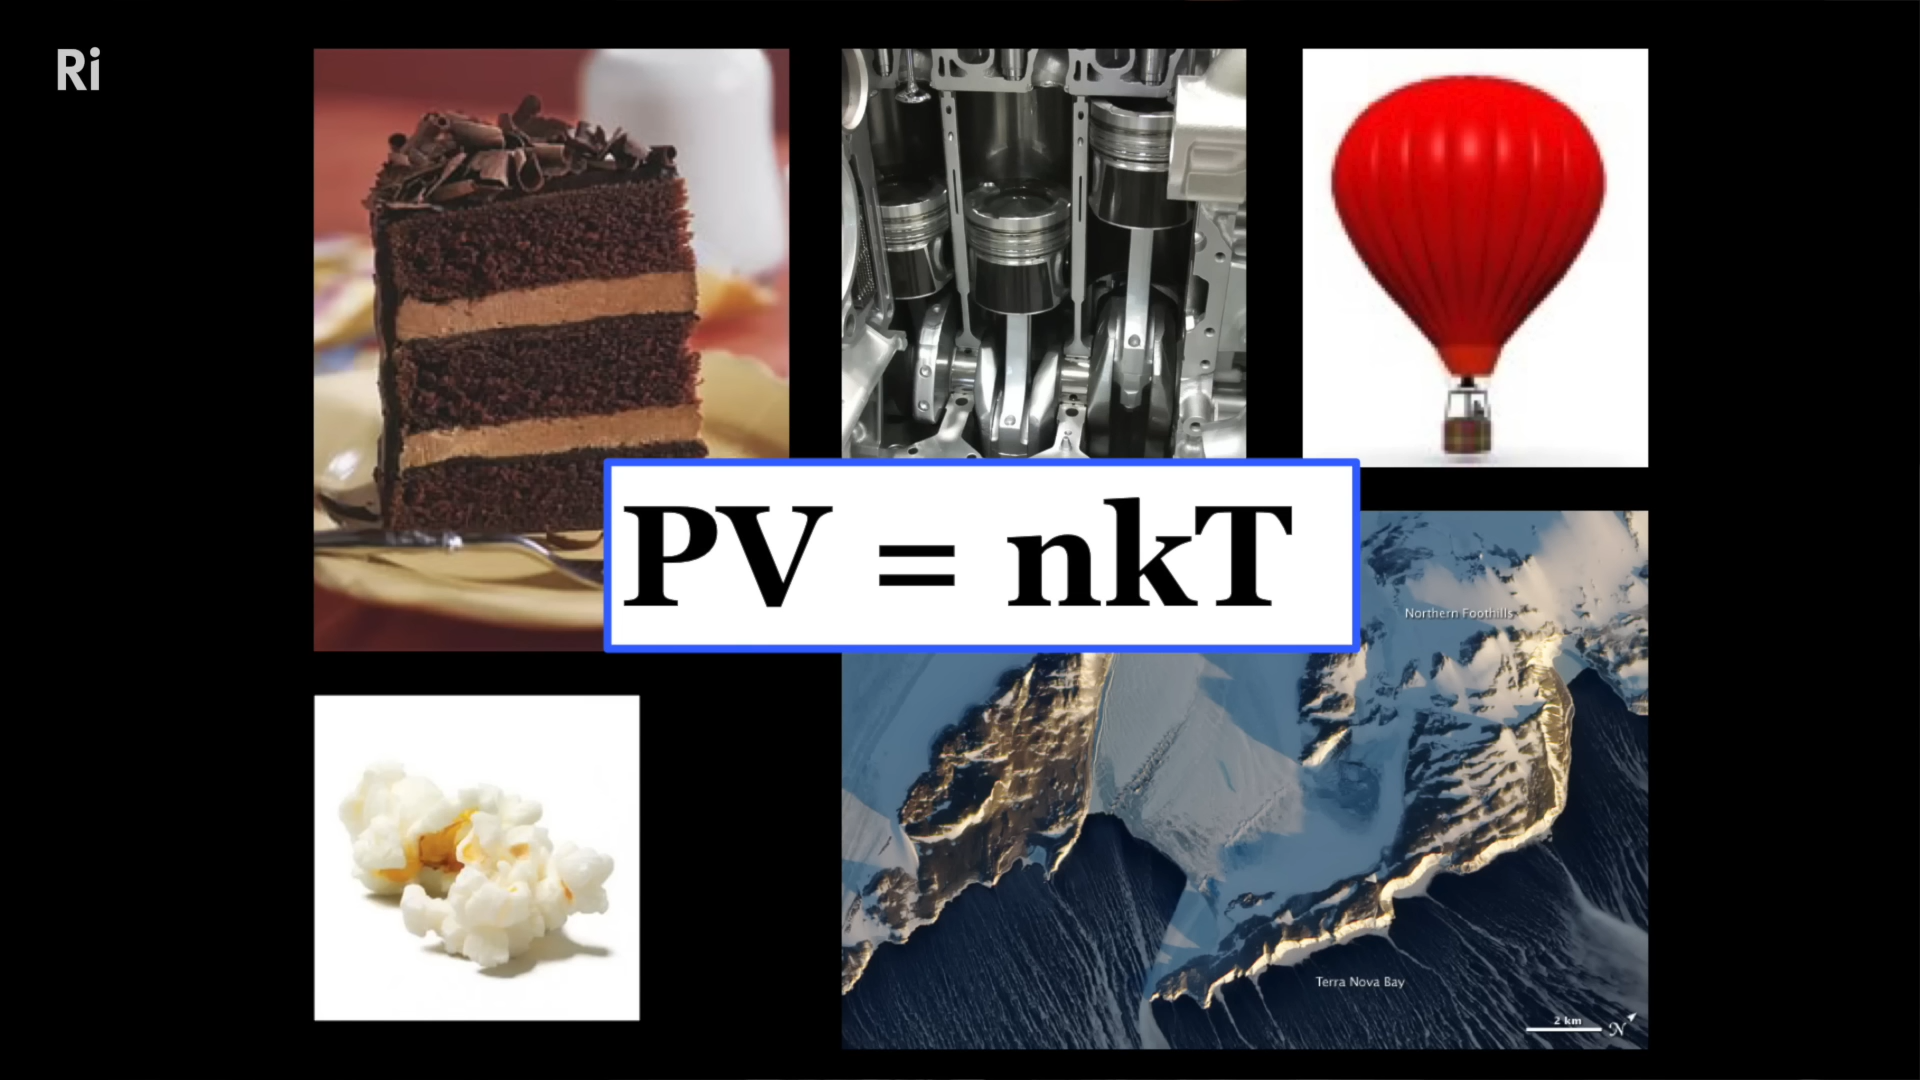 Ri
PV = nkT
Northern Foothills
Terra Nova Bay
2 km
N